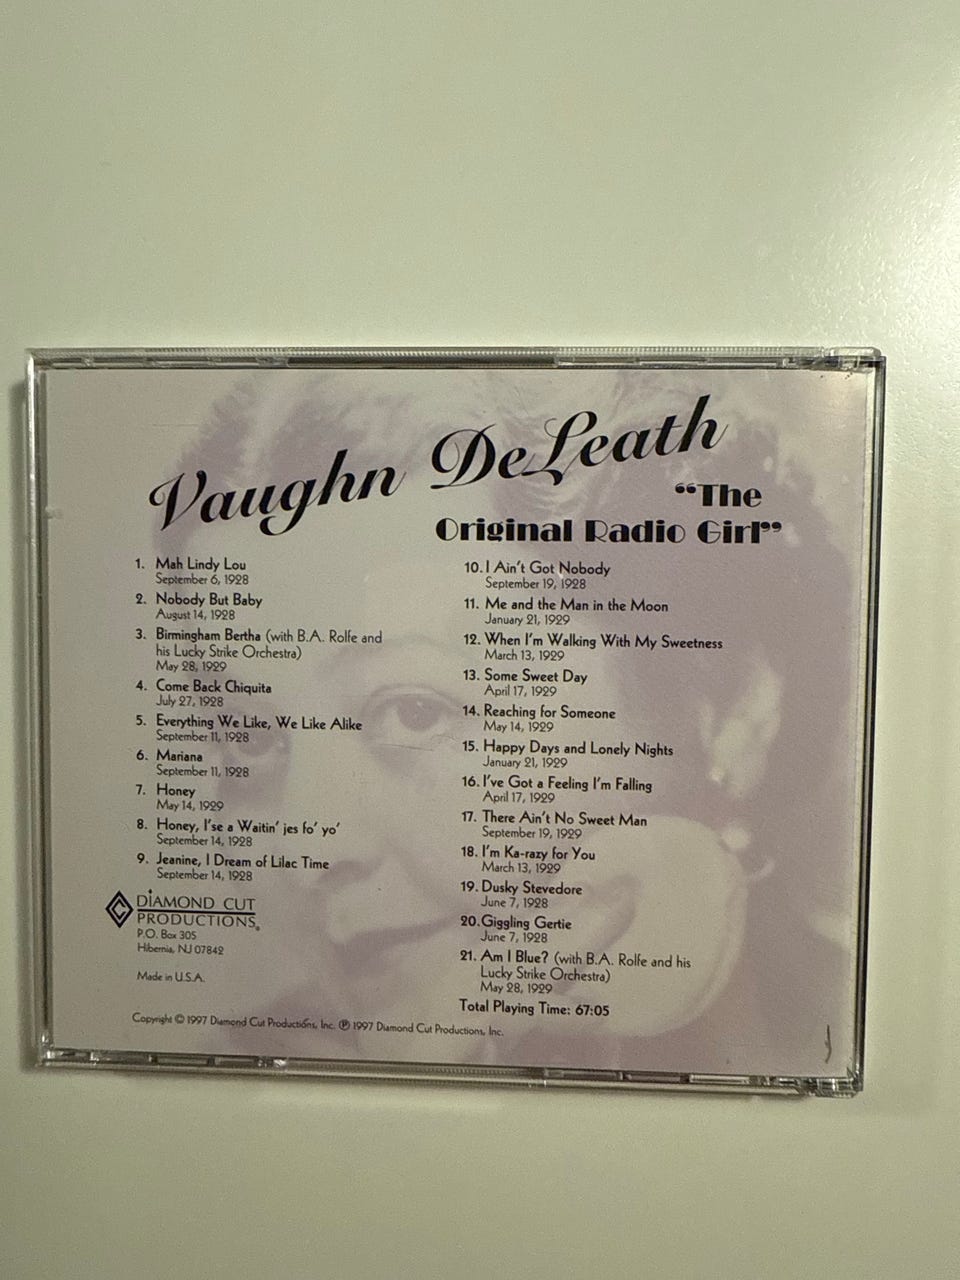 Vaughn DeLeath
“The
Original Radio Girl”
1. Mah Lindy Lou
September 6, 1928
2. Nobody But Baby
August 14, 1928
3. Birmingham Bertha (with B.A. Rolfe and
his Lucky Strike Orchestra)
May 28, 1929
4. Come Back Chiquita
July 27, 1928
5. Everything We Like, We Like Alike
September 11, 1928
6. Mariana
September 11, 1928
7. Honey
May 14, 1929
8. Honey, I'se a Waitin' jes fo' yo'
September 14, 1928
9. Jeanine, I Dream of Lilac Time
September 14, 1928
DIAMOND CUT
PRODUCTIONS®
P.O. Box 305
Hibernia, NJ 07842
Made in U.S.A.
10. I Ain't Got Nobody
September 19, 1928
11. Me and the Man in the Moon
January 21, 1929
12. When I'm Walking With My Sweetness
March 13, 1929
13. Some Sweet Day
April 17, 1929
14. Reaching for Someone
May 14, 1929
15. Happy Days and Lonely Nights
January 21, 1929
16. I've Got a Feeling I'm Falling
April 17, 1929
17. There Ain't No Sweet Man
September 19, 1929
18. I'm Ka-razy for You
March 13, 1929
19. Dusky Stevedore
June 7, 1928
20. Giggling Gertie
June 7, 1928
21. Am I Blue? (with B.A. Rolfe and his
Lucky Strike Orchestra)
May 28, 1929
Total Playing Time: 67:05
Copyright © 1997 Diamond Cut Productions, Inc. ℗ 1997 Diamond Cut Productions, Inc.